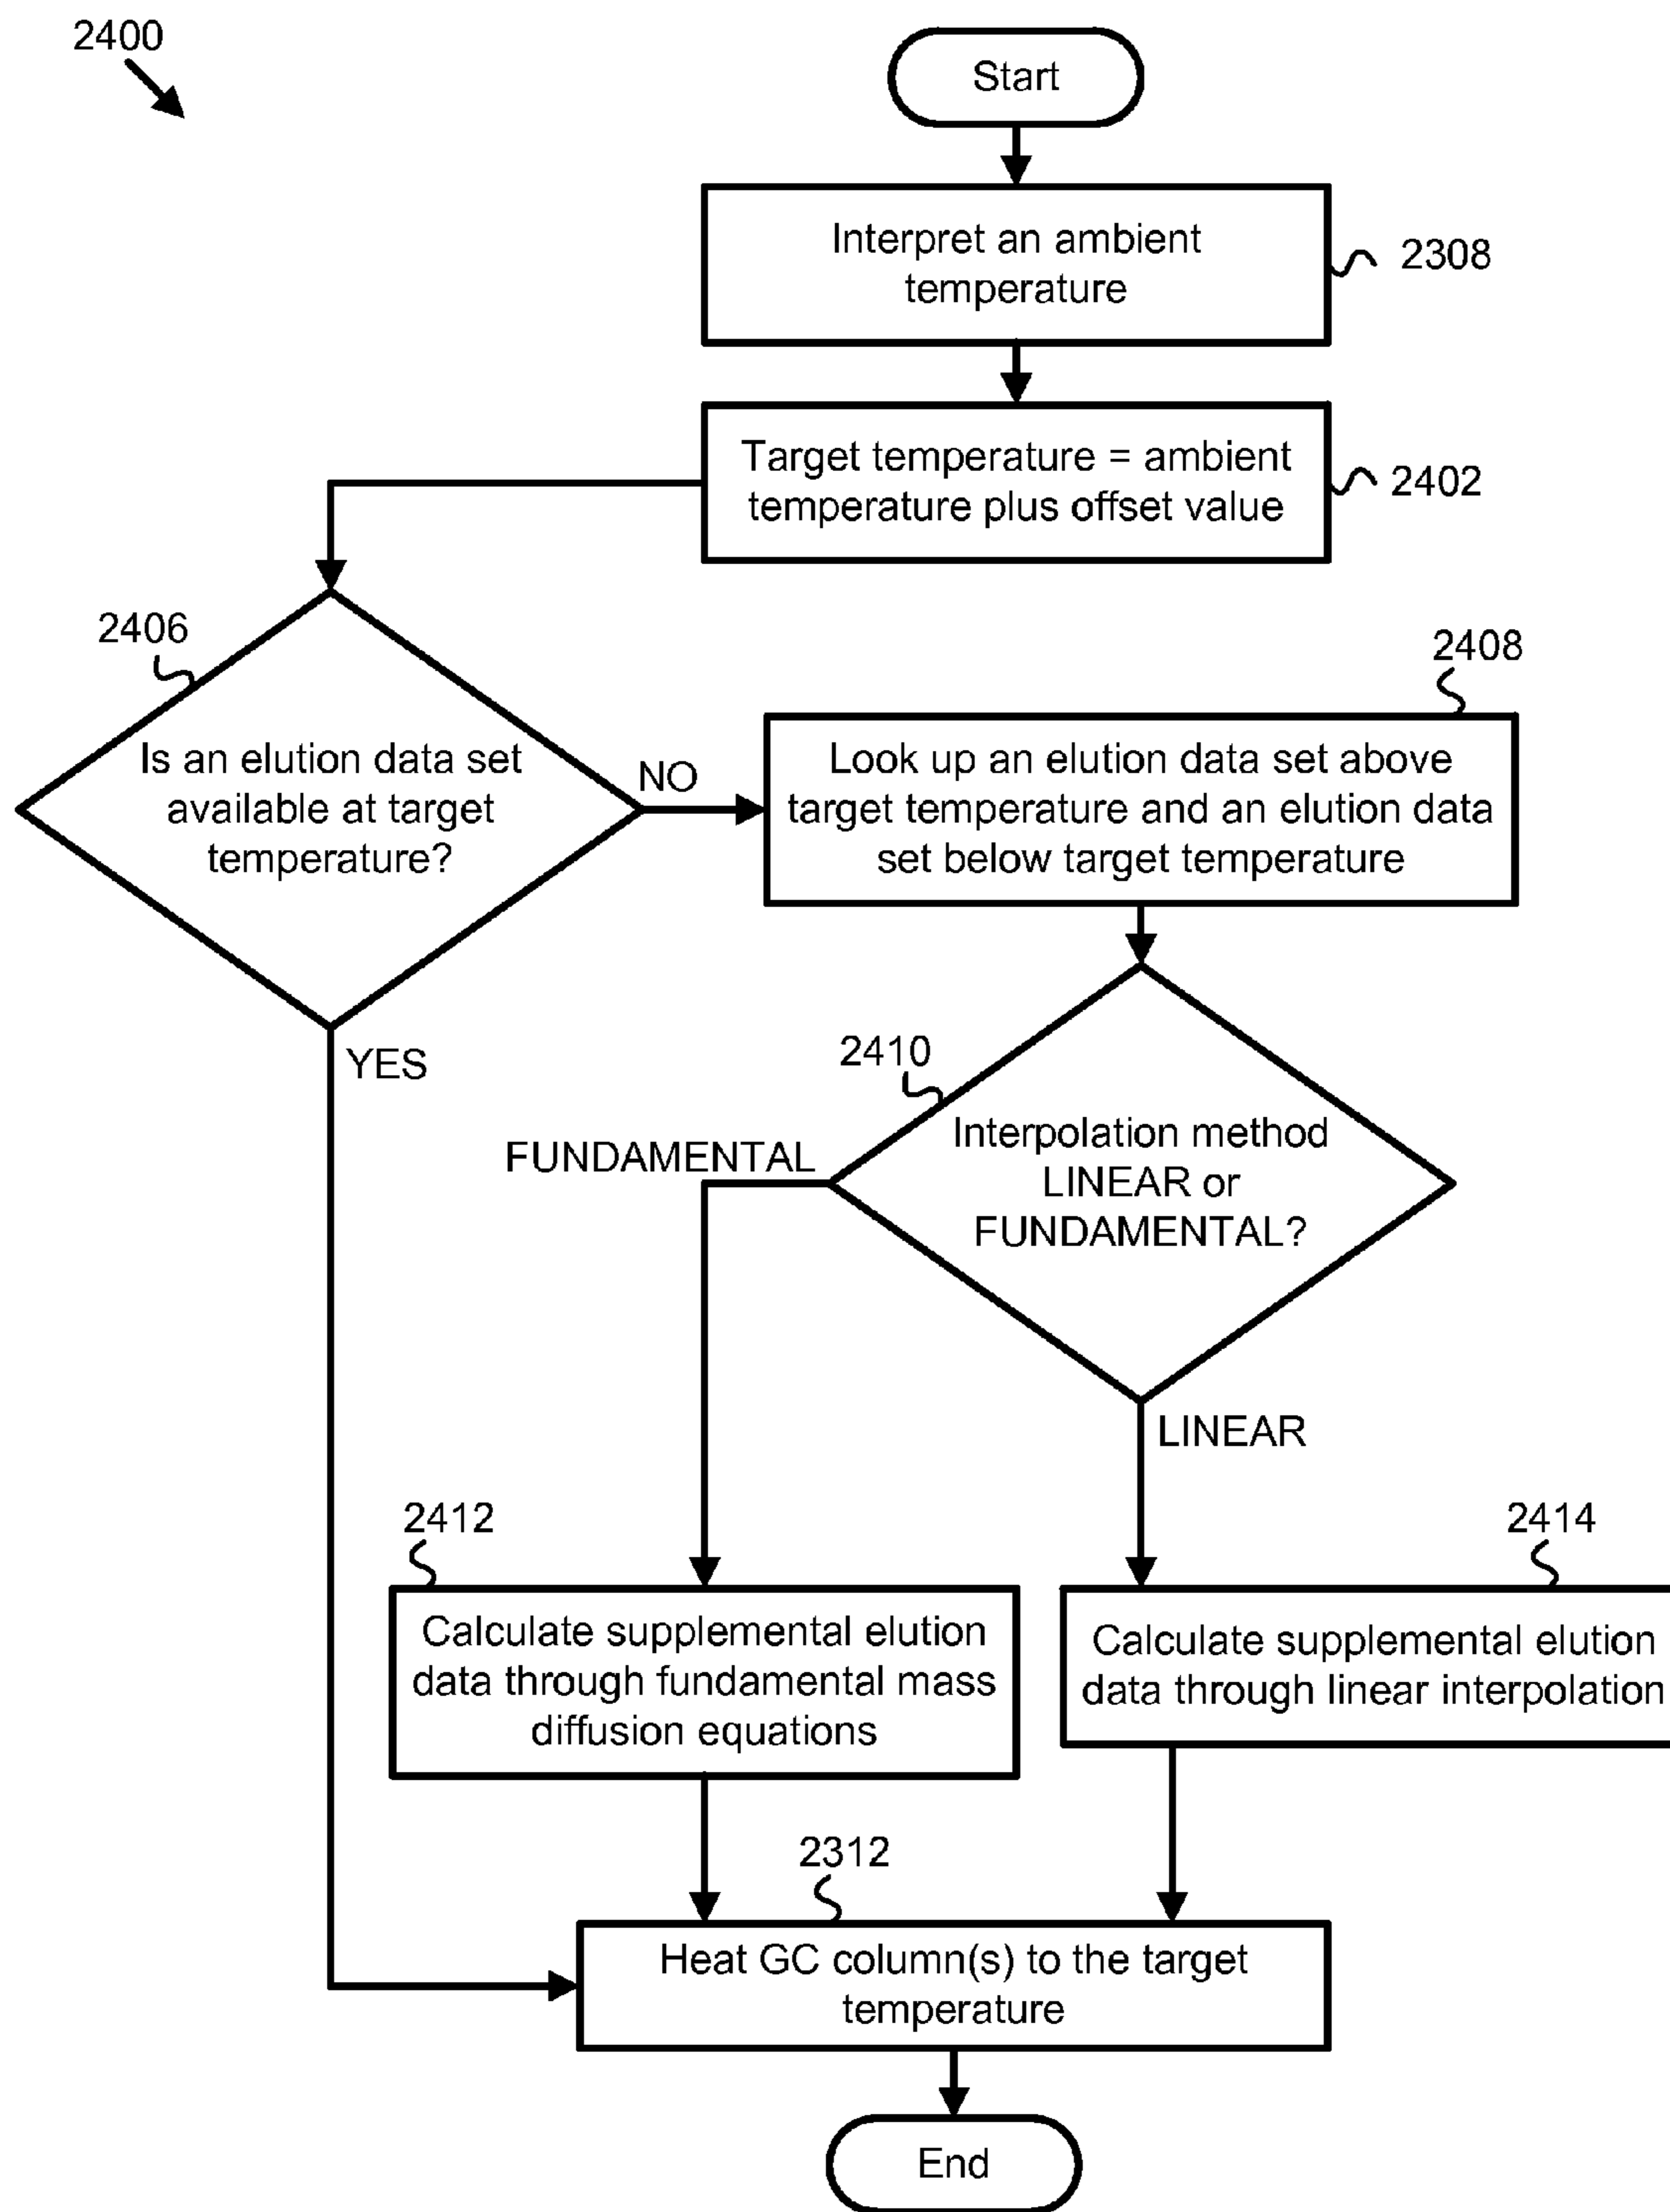 2400
Start
Interpret an ambient
temperature
2308
Target temperature = ambient
temperature plus offset value
2402
2406
Is an elution data set
available at target
temperature?
NO
YES
2408
Look up an elution data set above
target temperature and an elution data
set below target temperature
2410
Interpolation method
LINEAR or
FUNDAMENTAL?
FUNDAMENTAL
LINEAR
2412
Calculate supplemental elution
data through fundamental mass
diffusion equations
2414
Calculate supplemental elution
data through linear interpolation
2312
Heat GC column(s) to the target
temperature
End